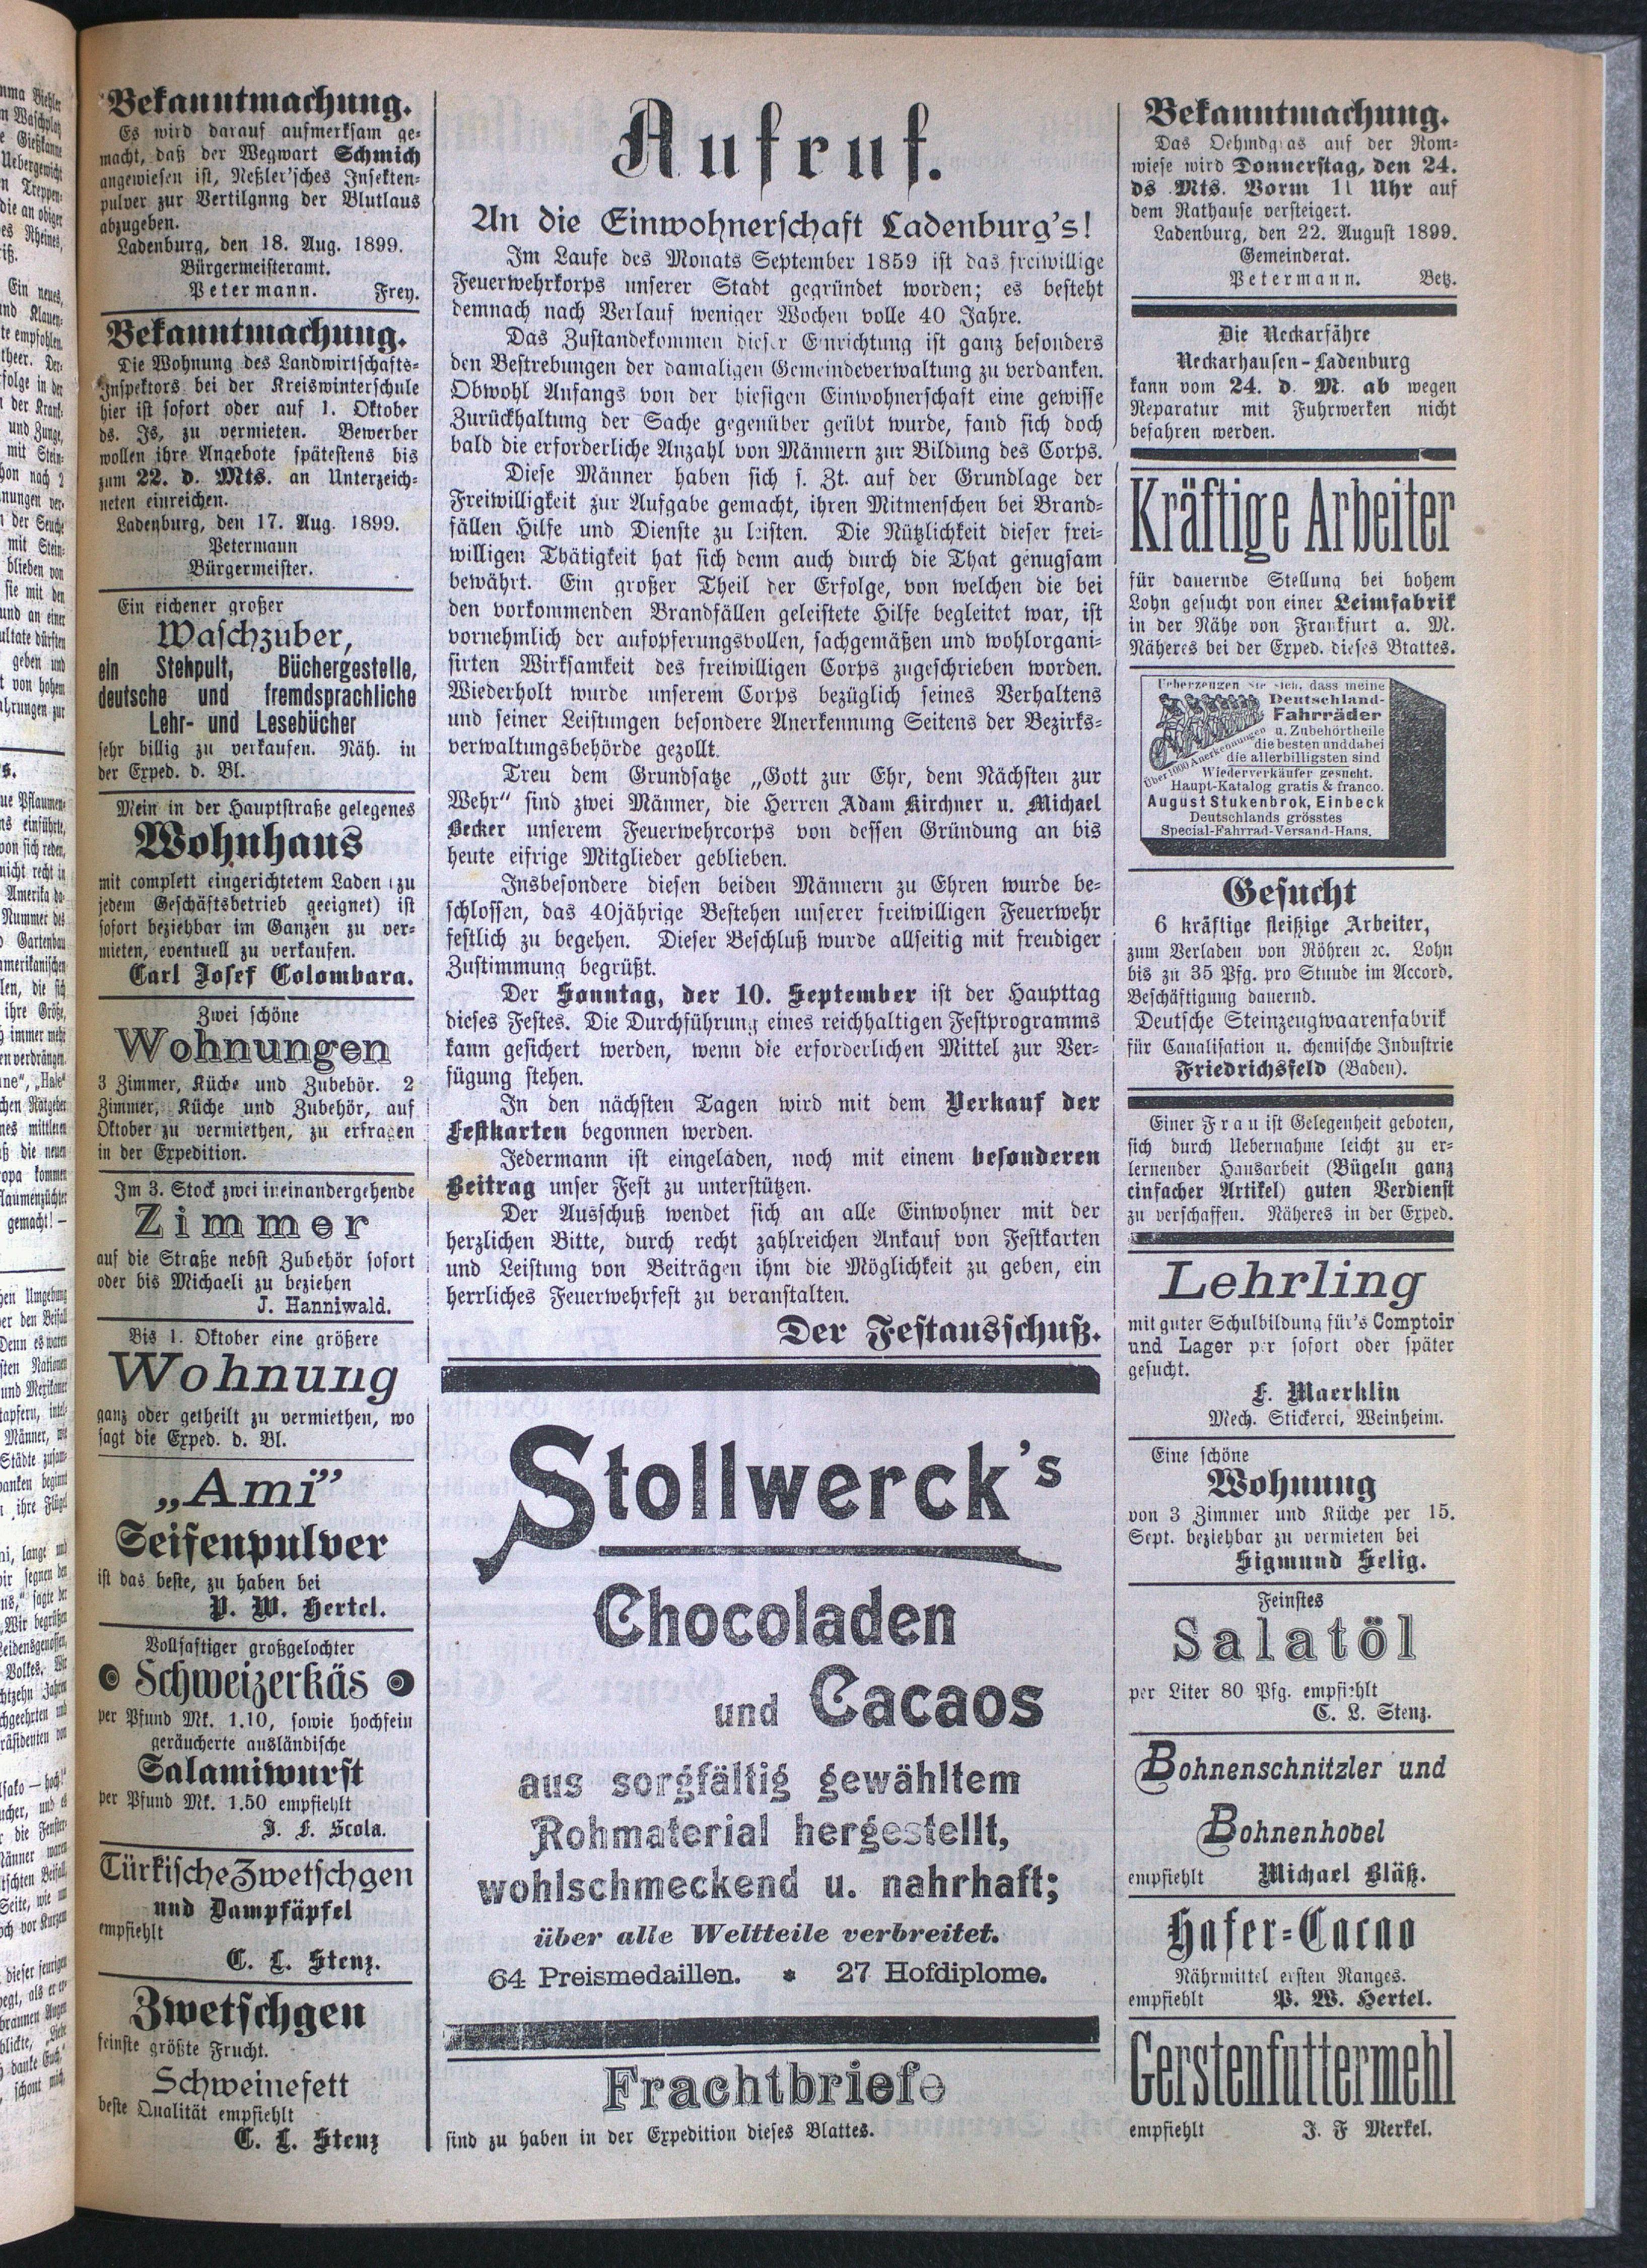 Bekanntmachung.
Es wird darauf aufmerksam ge-
macht, daß der Wegwart Schmich
angewiesen ist, Neßler'sches Insekten-
pulver zur Vertilgnng der Blutlaus
abzugeben.
Ladenburg, den 18. Aug. 1899.
Bürgermeisteramt.
Petermann. Frey.
Bekanntmachung.
Die Wohnung des Landwirtschafts-
Inspektors bei der Kreiswinterschule
hier ist sofort oder auf 1. Oktober
ds. Js, zu vermieten. Bewerber
wollen ihre Angebote spätestens bis
zum 22. d. Mts. an Unterzeich-
neten einreichen.
Ladenburg, den 17. Aug. 1899.
Petermann
Bürgermeister.
Ein eichener großer
Waschzuber,
ein Stehpult, Büchergestelle,
deutsche und fremdsprachliche
Lehr- und Lesebücher
sehr billig zu verkaufen. Näh. in
der Exped. d. Bl.
Mein in der Hauptstraße gelegenes
Wohnhaus
mit complett eingerichtetem Laden (zu
jedem Geschäftsbetrieb geeignet) ist
sofort beziehbar im Ganzen zu ver-
mieten, eventuell zu verkaufen.
Carl Josef Colombara.
Zwei schöne
Wohnungen
3 Zimmer, Küche und Zubehör. 2
Zimmer, Küche und Zubehör, auf
Oktober zu vermiethen, zu erfragen
in der Expedition.
Im 3. Stock zwei ineinandergehende
Zimmer
auf die Straße nebst Zubehör sofort
oder bis Michaeli zu beziehen
J. Hanniwald.
Bis 1. Oktober eine größere
Wohnung
ganz oder getheilt zu vermiethen, wo
sagt die Exped. d. Bl.
„Ami”
Seifenpulver
ist das beste, zu haben bei
P. W. Hertel.
Vollsaftiger großgelochter
Schweizerkäs
per Pfund Mk. 1.10, sowie hochfein
geräucherte ausländische
Salamiwurst
per Pfund Mk. 1.50 empfiehlt
J. F. Scola.
Türkische Zwetschgen
und Dampfäpfel
empfiehlt
C. L. Stenz.
Zwetschgen
feinste größte Frucht.
Schweinefett
beste Qualität empfiehlt
C. L. Stenz
Aufruf.
An die Einwohnerschaft Ladenburg's!
Im Laufe des Monats September 1859 ist das freiwillige
Feuerwehrkorps unserer Stadt gegründet worden; es besteht
demnach nach Verlauf weniger Wochen volle 40 Jahre.
Das Zustandekommen dieser Einrichtung ist ganz besonders
den Bestrebungen der damaligen Gemeindeverwaltung zu verdanken.
Obwohl Anfangs von der hiesigen Einwohnerschaft eine gewisse
Zurückhaltung der Sache gegenüber geübt wurde, fand sich doch
bald die erforderliche Anzahl von Männern zur Bildung des Corps.
Diese Männer haben sich s. Zt. auf der Grundlage der
Freiwilligkeit zur Aufgabe gemacht, ihren Mitmenschen bei Brand-
fällen Hilfe und Dienste zu leisten. Die Nützlichkeit dieser frei-
willigen Thätigkeit hat sich denn auch durch die That genugsam
bewährt. Ein großer Theil der Erfolge, von welchen die bei
den vorkommenden Brandfällen geleistete Hilfe begleitet war, ist
vornehmlich der aufopferungsvollen, sachgemäßen und wohlorgani-
sirten Wirksamkeit des freiwilligen Corps zugeschrieben worden.
Wiederholt wurde unserem Corps bezüglich seines Verhaltens
und seiner Leistungen besondere Anerkennung Seitens der Bezirks-
verwaltungsbehörde gezollt.
Treu dem Grundsatze „Gott zur Ehr, dem Nächsten zur
Wehr“ sind zwei Männer, die Herren Adam Kirchner u. Michael
Becker unserem Feuerwehrcorps von dessen Gründung an bis
heute eifrige Mitglieder geblieben.
Insbesondere diesen beiden Männern zu Ehren wurde be-
schlossen, das 40jährige Bestehen unserer freiwilligen Feuerwehr
festlich zu begehen. Dieser Beschluß wurde allseitig mit freudiger
Zustimmung begrüßt.
Der Sonntag, der 10. September ist der Haupttag
dieses Festes. Die Durchführung eines reichhaltigen Festprogramms
kann gesichert werden, wenn die erforderlichen Mittel zur Ver-
fügung stehen.
In den nächsten Tagen wird mit dem Verkauf der
Festkarten begonnen werden.
Jedermann ist eingeladen, noch mit einem besonderen
Beitrag unser Fest zu unterstützen.
Der Ausschuß wendet sich an alle Einwohner mit der
herzlichen Bitte, durch recht zahlreichen Ankauf von Festkarten
und Leistung von Beiträgen ihm die Möglichkeit zu geben, ein
herrliches Feuerwehrfest zu veranstalten.
Der Festausschuß.
Stollwerck's
Chocoladen
und Cacaos
aus sorgfältig gewähltem
Rohmaterial hergestellt,
wohlschmeckend u. nahrhaft;
über alle Weltteile verbreitet.
64 Preismedaillen. * 27 Hofdiplome.
Frachtbriefe
sind zu haben in der Expedition dieses Blattes.
Bekanntmachung.
Das Oehmdgras auf der Rom-
wiese wird Donnerstag, den 24.
ds Mts. Vorm 11 Uhr auf
dem Rathause versteigert.
Ladenburg, den 22. August 1899.
Gemeinderat.
Petermann. Betz.
Die Neckarfähre
Neckarhausen-Ladenburg
kann vom 24. d. M. ab wegen
Reparatur mit Fuhrwerken nicht
befahren werden.
Kräftige Arbeiter
für dauernde Stellung bei hohem
Lohn gesucht von einer Leimfabrik
in der Nähe von Frankfurt a. M.
Näheres bei der Exped. dieses Btattes.
Ueberzeugen Sie sich, dass meine
Deutschland-
Fahrräder
u. Zubehörtheile
die besten und dabei
die allerbilligsten sind
Über 1000 Anerkennungen
Wiederverkäufer gesucht.
Haupt-Katalog gratis & franco.
August Stukenbrok, Einbeck
Deutschlands grösstes
Special-Fahrrad-Versand-Haus.
Gesucht
6 kräftige fleißige Arbeiter,
zum Verladen von Röhren ꝛc. Lohn
bis zu 35 Pfg. pro Stunde im Accord.
Beschäftigung dauernd.
Deutsche Steinzeugwaarenfabrik
für Canalisation u. chemische Industrie
Friedrichsfeld (Baden).
Einer Frau ist Gelegenheit geboten,
sich durch Uebernahme leicht zu er-
lernender Hausarbeit (Bügeln ganz
einfacher Artikel) guten Verdienst
zu verschaffen. Näheres in der Exped.
Lehrling
mit guter Schulbildung für's Comptoir
und Lager per sofort oder später
gesucht.
F. Maerklin
Mech. Stickerei, Weinheim.
Eine schöne
Wohnung
von 3 Zimmer und Küche per 15.
Sept. beziehbar zu vermieten bei
Sigmund Selig.
Feinstes
Salatöl
per Liter 80 Pfg. empfiehlt
C. L. Stenz.
Bohnenschnitzler und
Bohnenhobel
empfiehlt Michael Bläß.
Hafer-Cacao
Nährmittel ersten Ranges.
empfiehlt P. W. Hertel.
Gerstenfuttermehl
empfiehlt J. F Merkel.